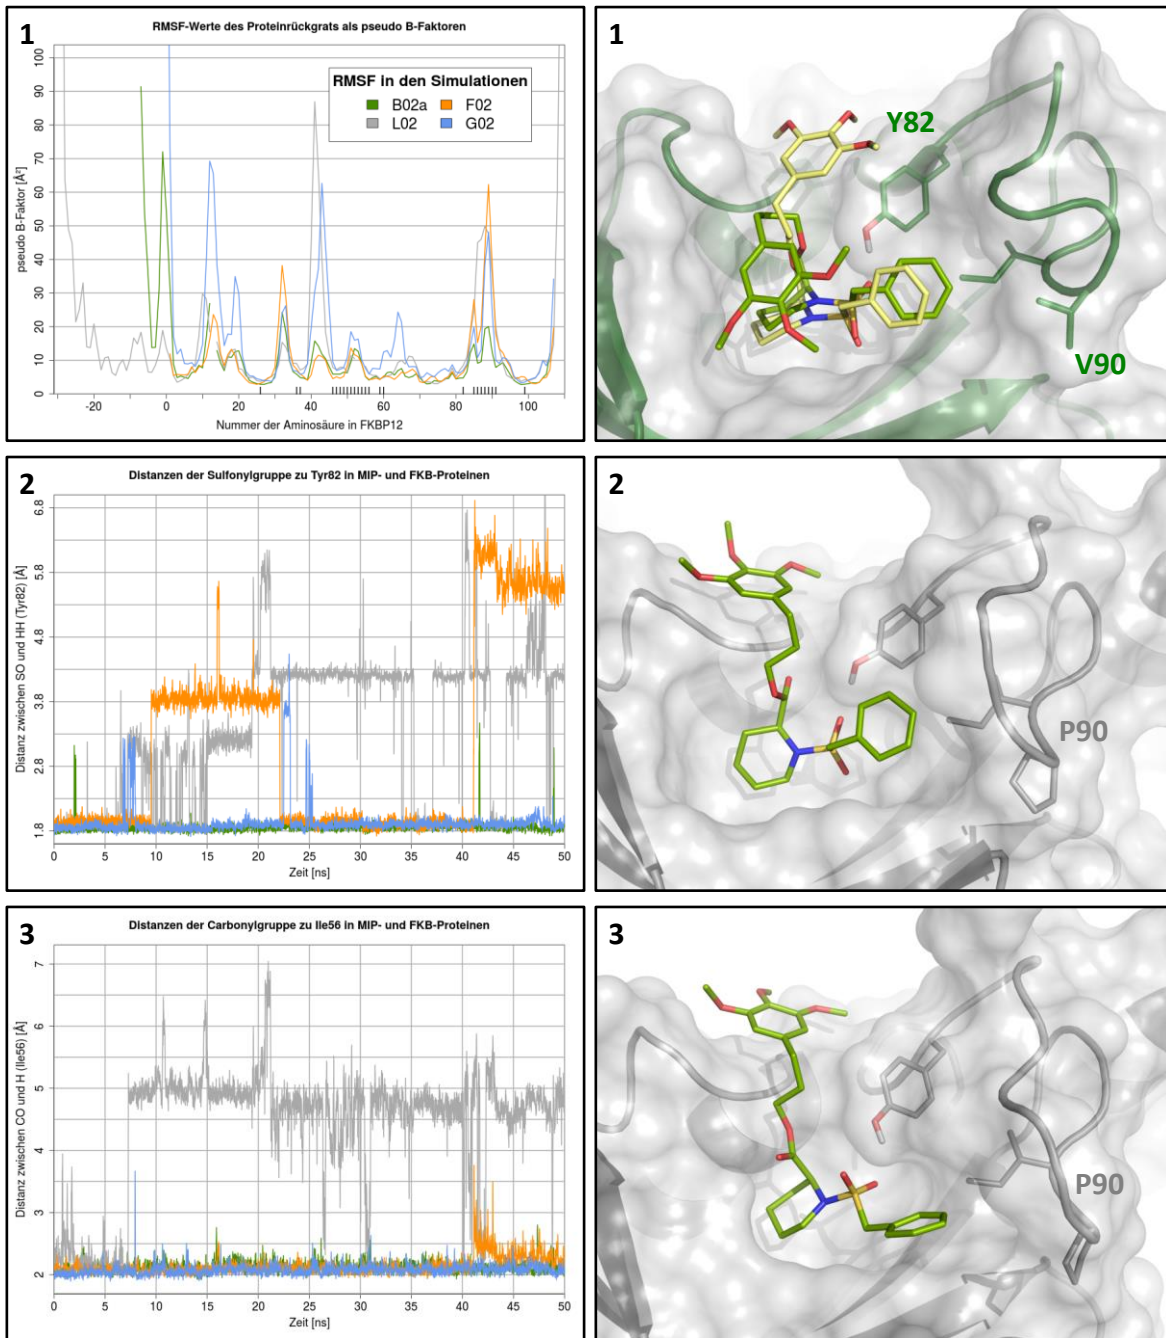 1
RMSF-Werte des Proteinrückgrats als pseudo B-Faktoren
pseudo B-Faktor [Å²]
100
90
80
70
60
50
40
30
20
10
0
RMSF in den Simulationen
B02a F02
L02 G02
-20 0 20 40 60 80 100
Nummer der Aminosäure in FKBP12
1
Y82
V90
2
Distanzen der Sulfonylgruppe zu Tyr82 in MIP- und FKB-Proteinen
Distanz zwischen SO und HH (Tyr82) [Å]
6.8
5.8
4.8
3.8
2.8
1.8
0 5 10 15 20 25 30 35 40 45 50
Zeit [ns]
2
P90
3
Distanzen der Carbonylgruppe zu Ile56 in MIP- und FKB-Proteinen
Distanz zwischen CO und H (Ile56) [Å]
7
6
5
4
3
2
0 5 10 15 20 25 30 35 40 45 50
Zeit [ns]
3
P90